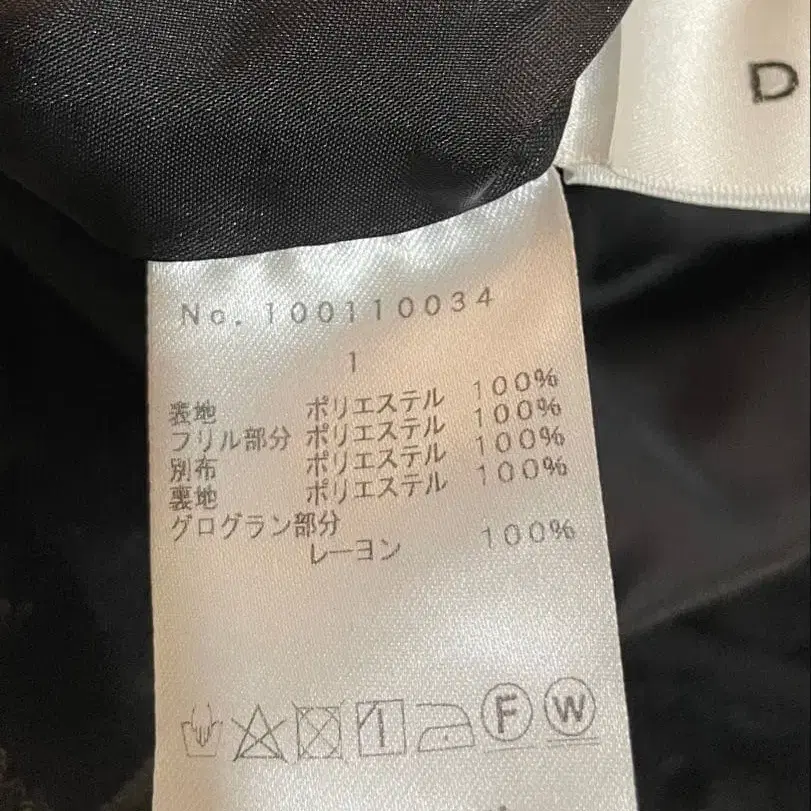 D
No. 100110034
1
表地 ポリエステル 100%
フリル部分 ポリエステル 100%
別布 ポリエステル 100%
裏地 ポリエステル 100%
グログラン部分
レーヨン 100%
F W